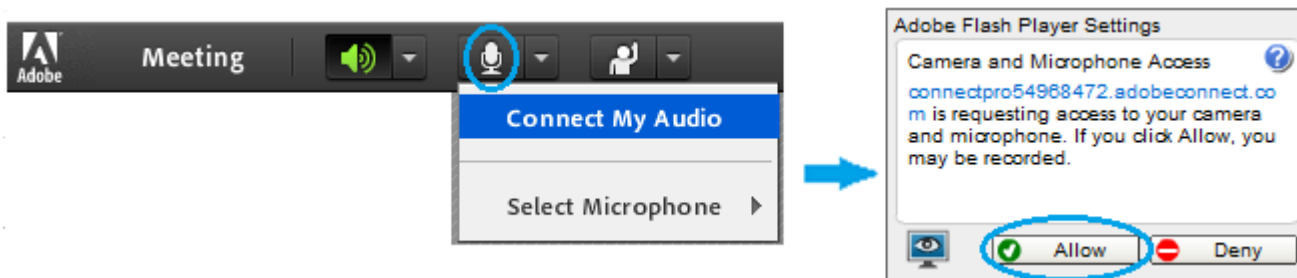 Adobe
Meeting
Connect My Audio
Select Microphone
Adobe Flash Player Settings
Camera and Microphone Access
connectpro54968472.adobeconnect.co
m is requesting access to your camera
and microphone. If you click Allow, you
may be recorded.
Allow
Deny